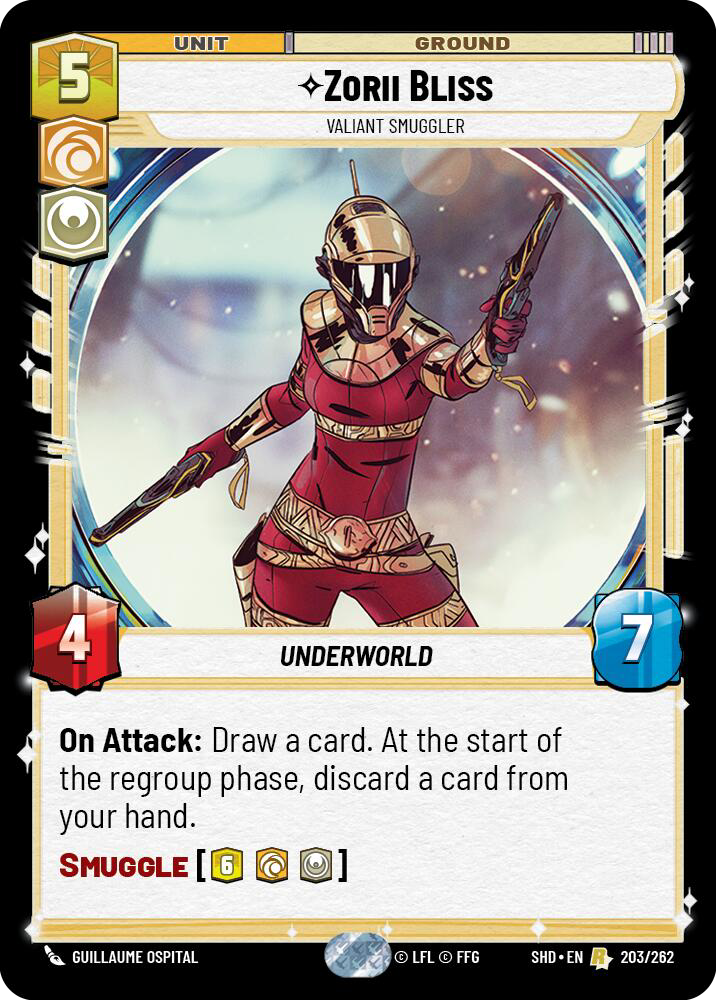 UNIT
GROUND
5
✧ZORII BLISS
VALIANT SMUGGLER
4
UNDERWORLD
7
On Attack: Draw a card. At the start of
the regroup phase, discard a card from
your hand.
SMUGGLE [6]
GUILLAUME OSPITAL
© LFL © FFG
SHD • EN R 203/262